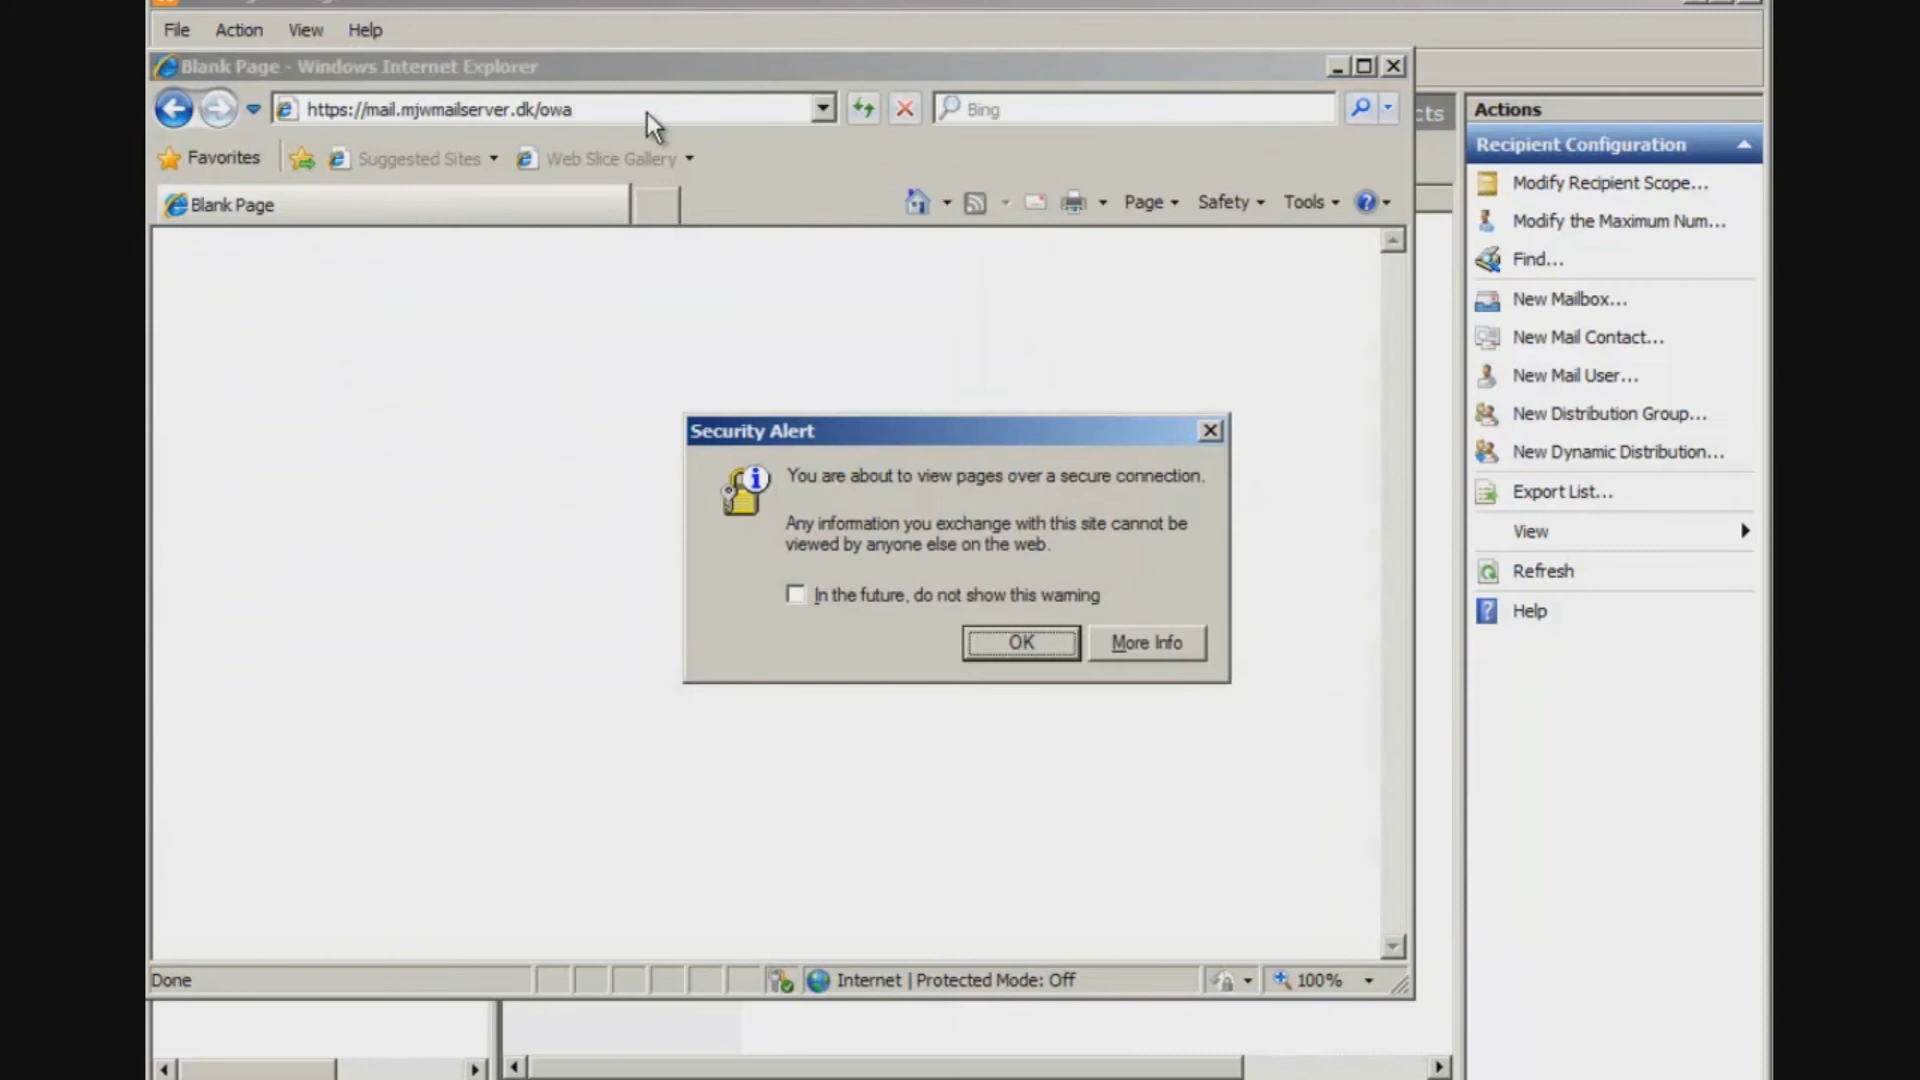 File Action View Help
Blank Page - Windows Internet Explorer
https://mail.mjwmailserver.dk/owa
Bing
Favorites
Suggested Sites
Web Slice Gallery
Blank Page
Page
Safety
Tools
Security Alert
You are about to view pages over a secure connection.
Any information you exchange with this site cannot be
viewed by anyone else on the web.
In the future, do not show this warning
OK
More Info
Done
Internet | Protected Mode: Off
100%
cts
Actions
Recipient Configuration
Modify Recipient Scope...
Modify the Maximum Num...
Find...
New Mailbox...
New Mail Contact...
New Mail User...
New Distribution Group...
New Dynamic Distribution...
Export List...
View
Refresh
Help